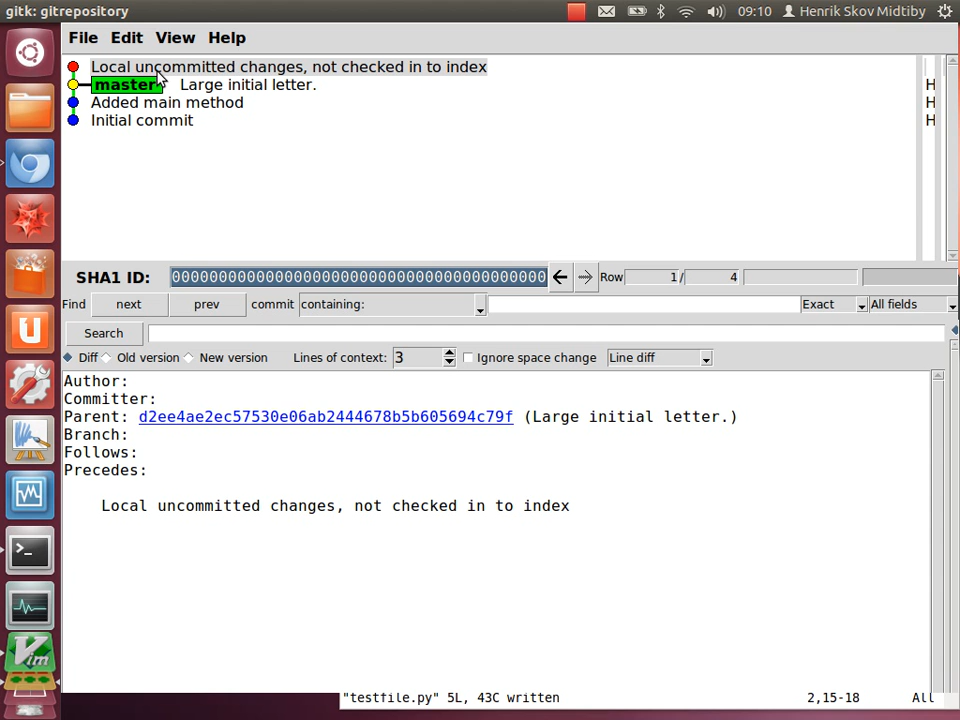 gitk: gitrepository 09:10 Henrik Skov Midtiby
File Edit View Help
Local uncommitted changes, not checked in to index
master Large initial letter. H
Added main method H
Initial commit H
SHA1 ID: 0000000000000000000000000000000000000000 Row 1 / 4
Find next prev commit containing: Exact All fields
Search
Diff Old version New version Lines of context: 3 Ignore space change Line diff
Author:
Committer:
Parent: d2ee4ae2ec57530e06ab2444678b5b605694c79f (Large initial letter.)
Branch:
Follows:
Precedes:
Local uncommitted changes, not checked in to index
"testfile.py" 5L, 43C written 2,15-18 All